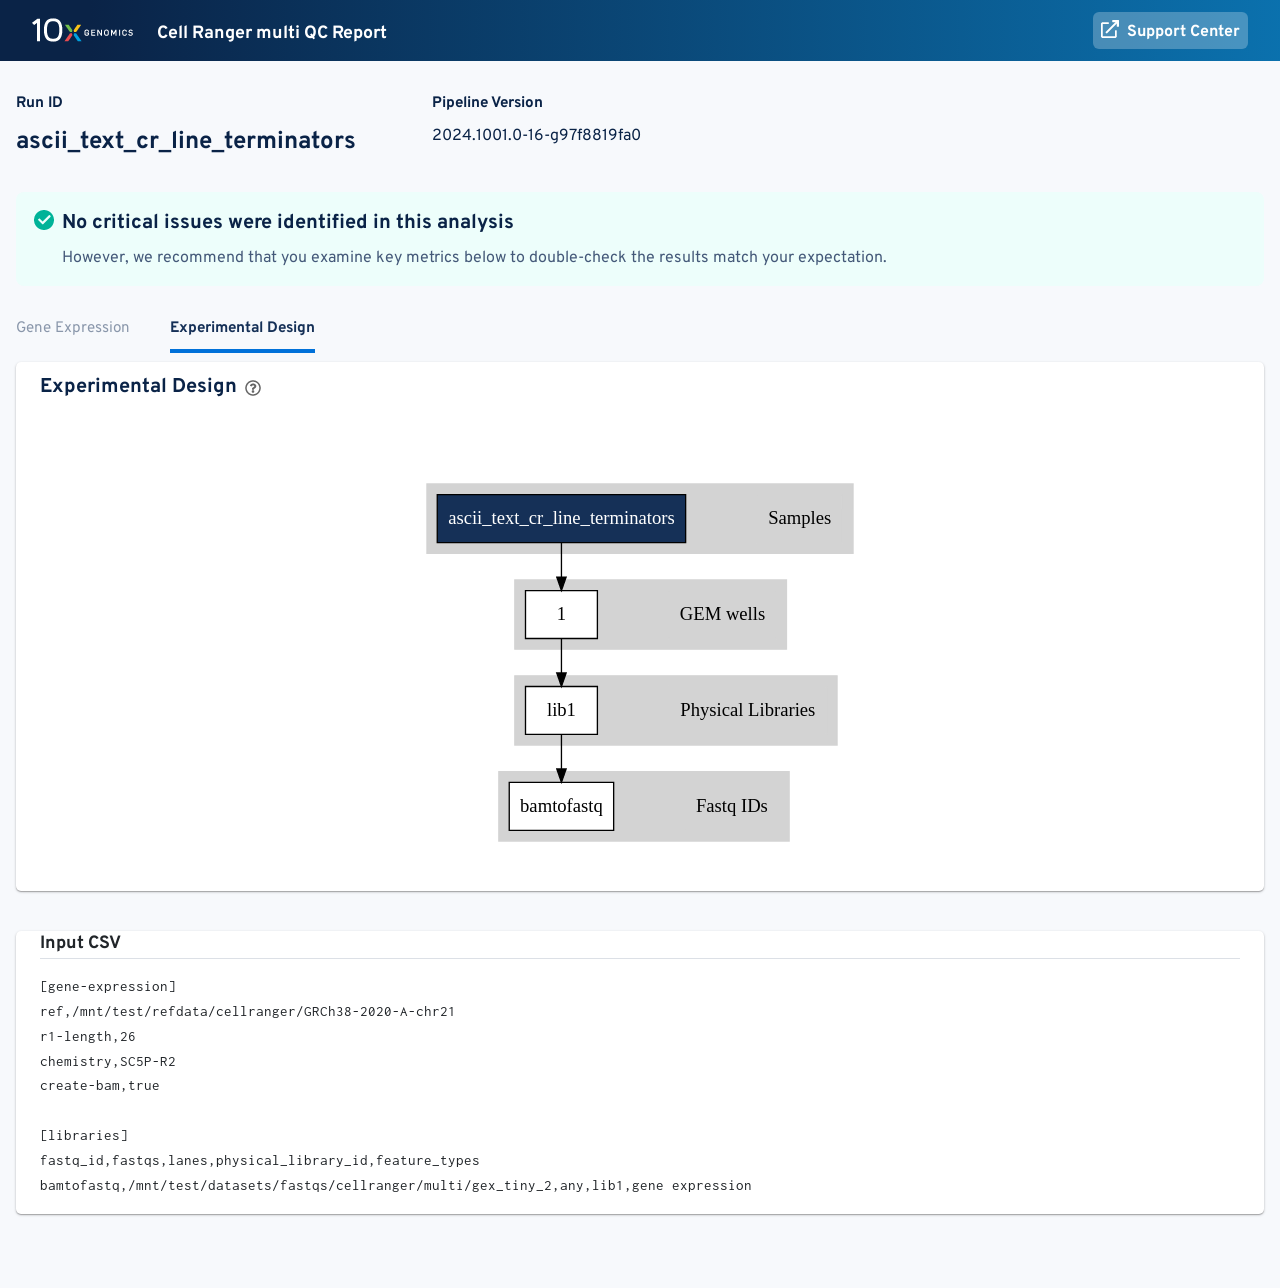 10x GENOMICS Cell Ranger multi QC Report Support Center
Run ID Pipeline Version
ascii_text_cr_line_terminators 2024.1001.0-16-g97f8819fa0
No critical issues were identified in this analysis
However, we recommend that you examine key metrics below to double-check the results match your expectation.
Gene Expression Experimental Design
Experimental Design ?
ascii_text_cr_line_terminators Samples
1 GEM wells
lib1 Physical Libraries
bamtofastq Fastq IDs
Input CSV
[gene-expression]
ref,/mnt/test/refdata/cellranger/GRCh38-2020-A-chr21
r1-length,26
chemistry,SC5P-R2
create-bam,true
[libraries]
fastq_id,fastqs,lanes,physical_library_id,feature_types
bamtofastq,/mnt/test/datasets/fastqs/cellranger/multi/gex_tiny_2,any,lib1,gene expression